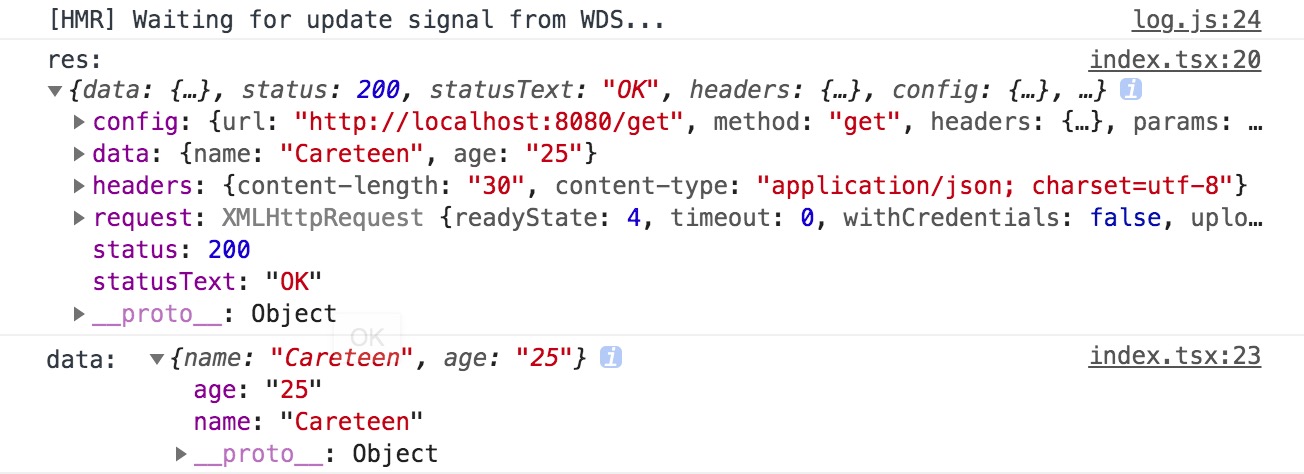 [HMR] Waiting for update signal from WDS... log.js:24
res: index.tsx:20
▼{data: {…}, status: 200, statusText: "OK", headers: {…}, config: {…}, …} i
▶config: {url: "http://localhost:8080/get", method: "get", headers: {…}, params: …
▶data: {name: "Careteen", age: "25"}
▶headers: {content-length: "30", content-type: "application/json; charset=utf-8"}
▶request: XMLHttpRequest {readyState: 4, timeout: 0, withCredentials: false, uplo…
status: 200
statusText: "OK"
▶__proto__: Object
OK
data: ▼{name: "Careteen", age: "25"} i index.tsx:23
age: "25"
name: "Careteen"
▶__proto__: Object